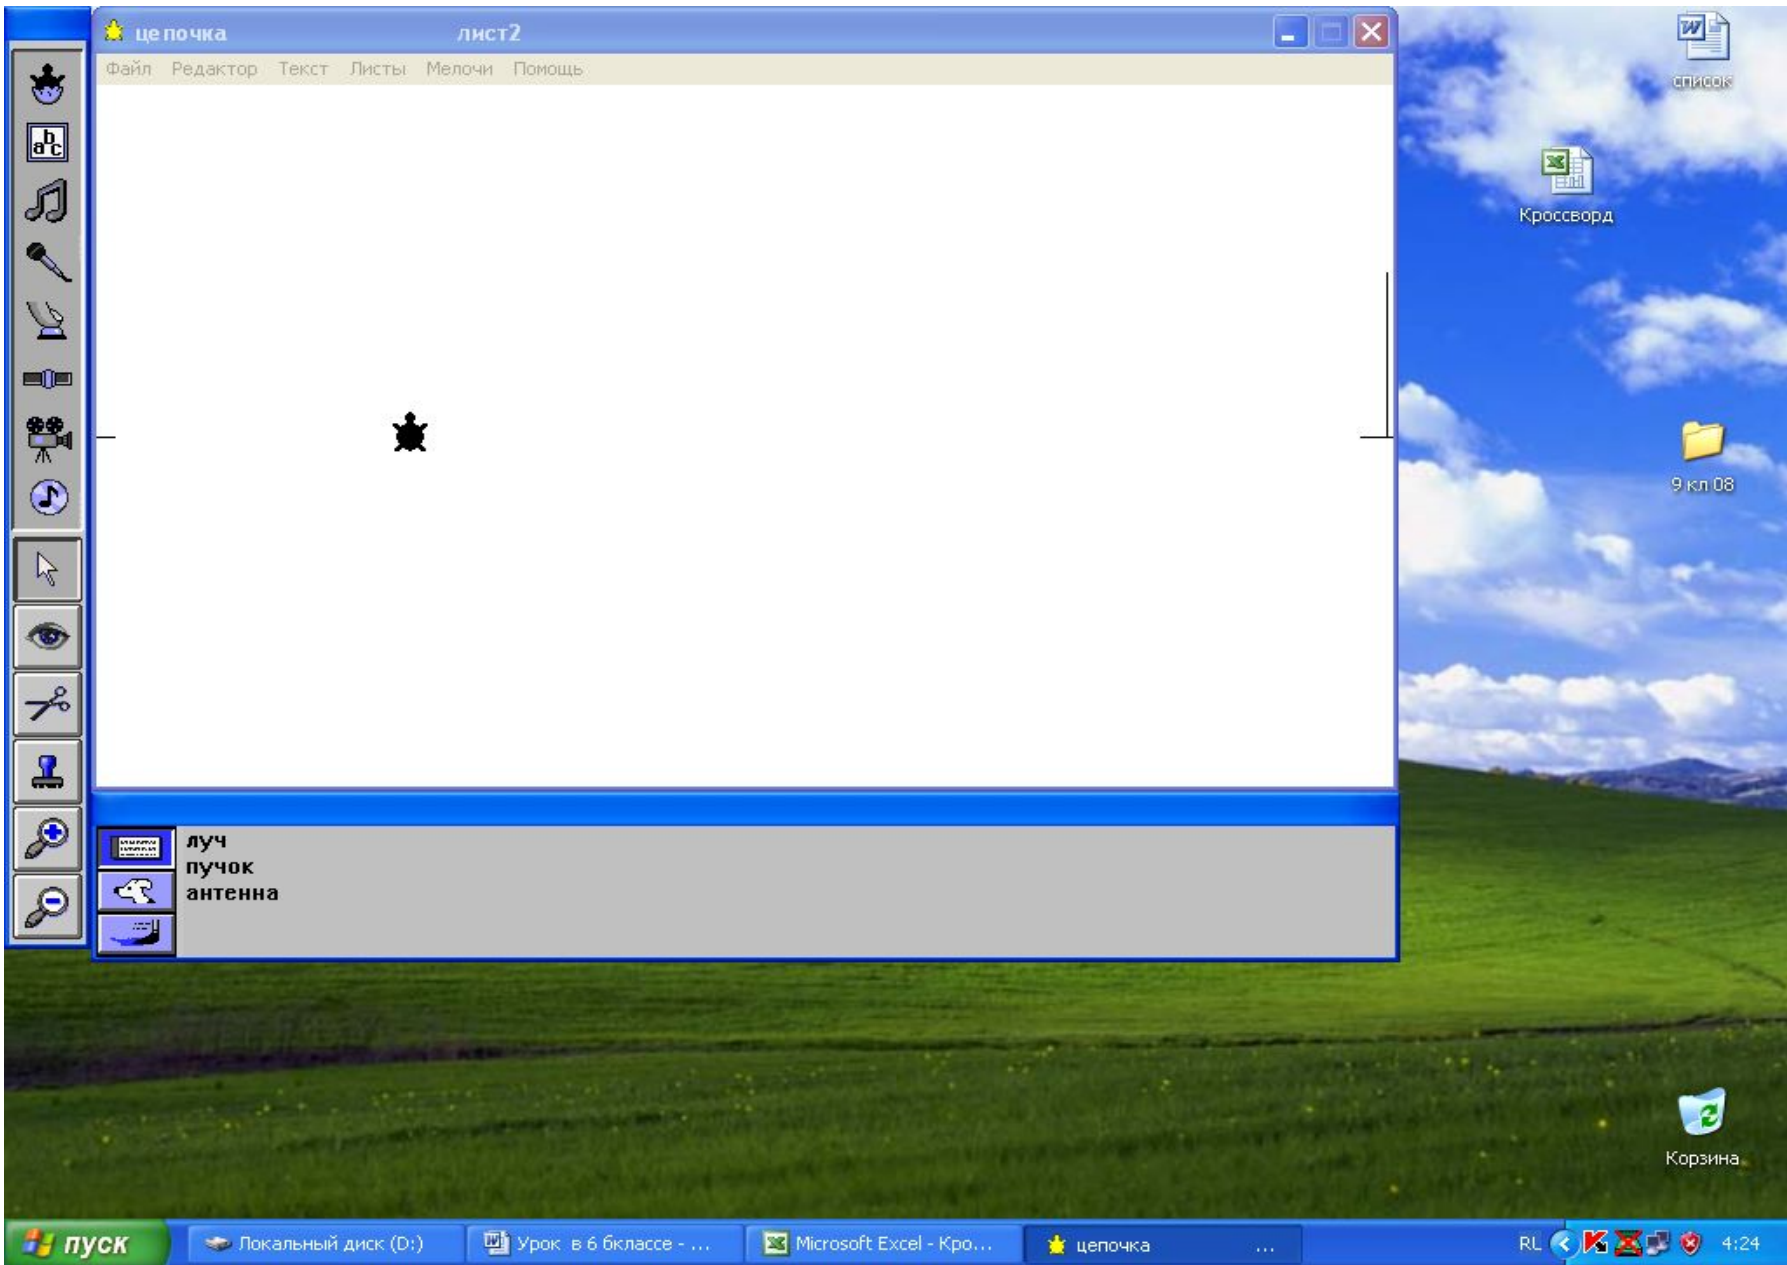 цепочка лист2
Файл Редактор Текст Листы Мелочи Помощь
список
abc
Кроссворд
9 кл 08
луч
пучок
антенна
Корзина
пуск
Локальный диск (D:)
Урок в 6 бклассе - ...
Microsoft Excel - Кро...
цепочка ...
RL
4:24